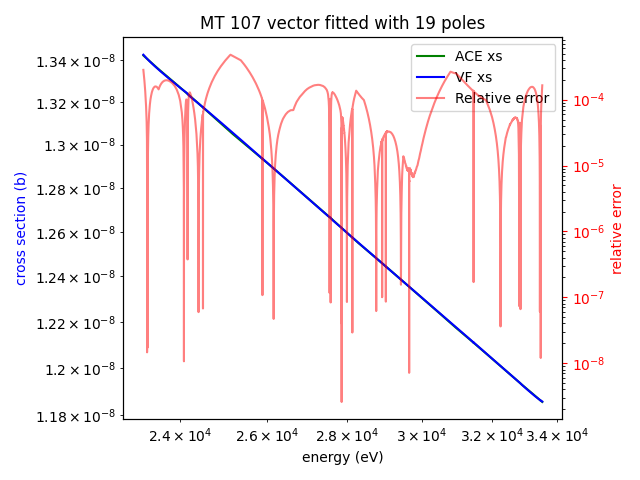 MT 107 vector fitted with 19 poles
ACE xs
VF xs
Relative error
cross section (b)
1.34 × 10⁻⁸
1.32 × 10⁻⁸
1.3 × 10⁻⁸
1.28 × 10⁻⁸
1.26 × 10⁻⁸
1.24 × 10⁻⁸
1.22 × 10⁻⁸
1.2 × 10⁻⁸
1.18 × 10⁻⁸
10⁻⁴
10⁻⁵
10⁻⁶
10⁻⁷
10⁻⁸
relative error
2.4 × 10⁴ 2.6 × 10⁴ 2.8 × 10⁴ 3 × 10⁴ 3.2 × 10⁴ 3.4 × 10⁴
energy (eV)